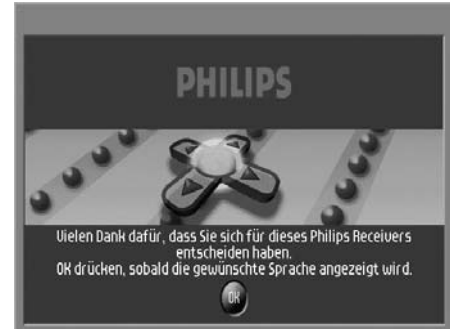 PHILIPS
Vielen Dank dafür, dass Sie sich für dieses Philips Receivers
entscheiden haben.
OK drücken, sobald die gewünschte Sprache angezeigt wird.
OK